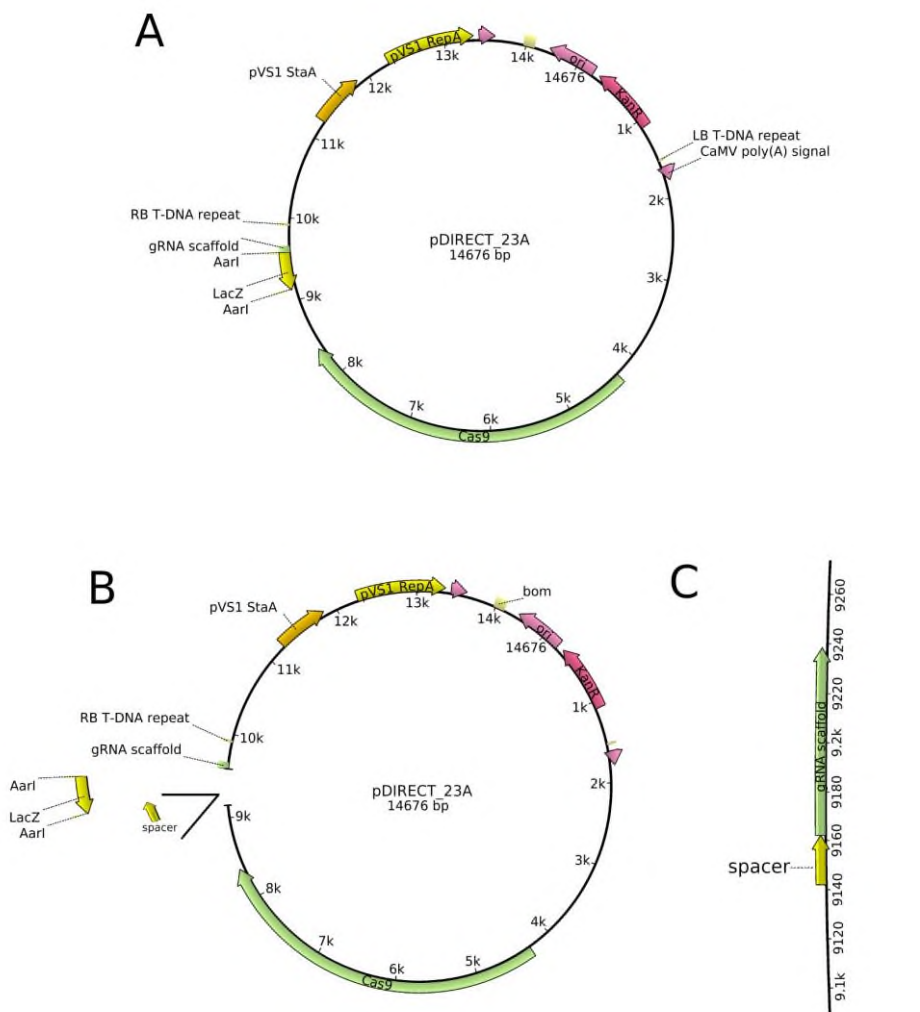 A
pVS1 RepA
13k
14k
ori
14676
KanR
pVS1 StaA
12k
11k
1k
LB T-DNA repeat
CaMV poly(A) signal
2k
RB T-DNA repeat
10k
gRNA scaffold
AarI
pDIRECT_23A
14676 bp
3k
LacZ
AarI
9k
4k
8k
7k
6k
5k
Cas9
B
pVS1 RepA
13k
bom
14k
ori
14676
KanR
pVS1 StaA
12k
11k
1k
RB T-DNA repeat
10k
gRNA scaffold
2k
AarI
LacZ
AarI
spacer
pDIRECT_23A
14676 bp
9k
3k
8k
4k
7k
6k
5k
Cas9
C
9260
9240
9220
9.2k
9180
9160
9140
9120
9.1k
gRNA scaffold
spacer